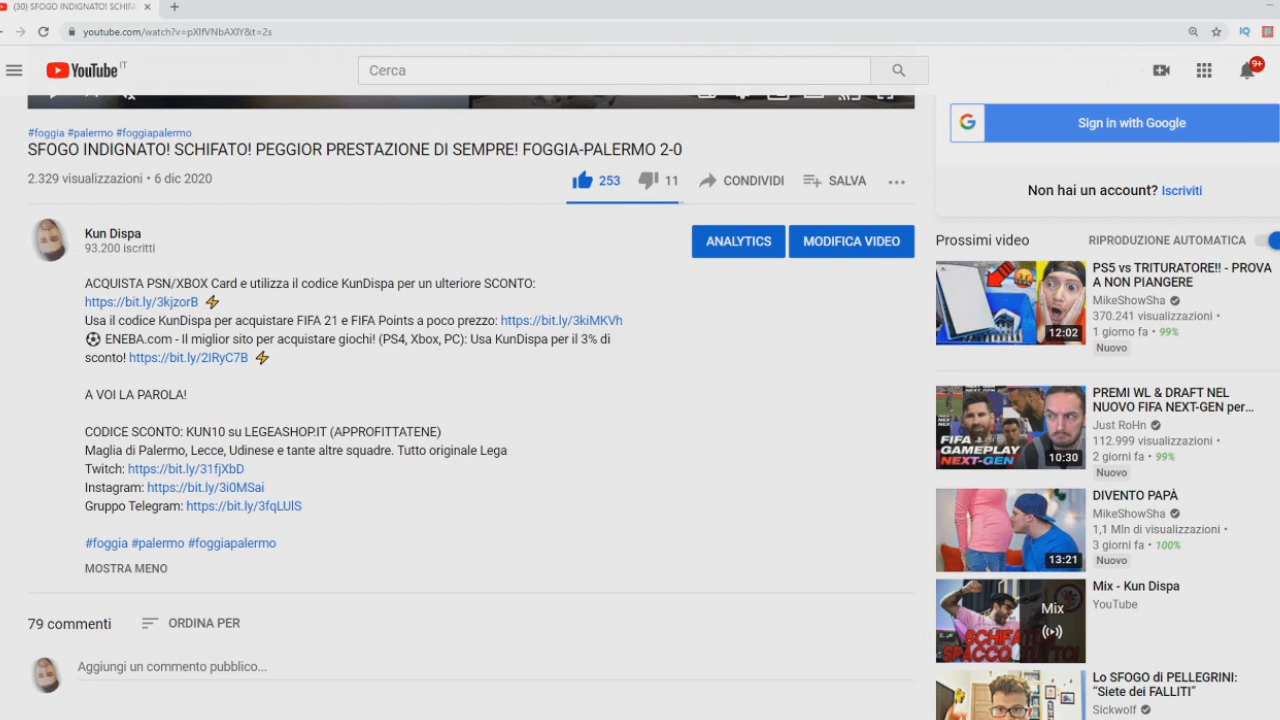 (30) SFOGO INDIGNATO! SCHIFA
youtube.com/watch?v=pXlfVNbAXlY&t=2s
IQ
YouTube IT
Cerca
9+
#foggia #palermo #foggiapalermo
SFOGO INDIGNATO! SCHIFATO! PEGGIOR PRESTAZIONE DI SEMPRE! FOGGIA-PALERMO 2-0
2.329 visualizzazioni • 6 dic 2020
253
11
CONDIVIDI
SALVA
Kun Dispa
93.200 iscritti
ANALYTICS
MODIFICA VIDEO
ACQUISTA PSN/XBOX Card e utilizza il codice KunDispa per un ulteriore SCONTO:
https://bit.ly/3kjzorB ⚡
Usa il codice KunDispa per acquistare FIFA 21 e FIFA Points a poco prezzo: https://bit.ly/3kiMKVh
⚽ ENEBA.com - Il miglior sito per acquistare giochi! (PS4, Xbox, PC): Usa KunDispa per il 3% di
sconto! https://bit.ly/2IRyC7B ⚡
A VOI LA PAROLA!
CODICE SCONTO: KUN10 su LEGEASHOP.IT (APPROFITTATENE)
Maglia di Palermo, Lecce, Udinese e tante altre squadre. Tutto originale Lega
Twitch: https://bit.ly/31fjXbD
Instagram: https://bit.ly/3i0MSai
Gruppo Telegram: https://bit.ly/3fqLUlS
#foggia #palermo #foggiapalermo
MOSTRA MENO
79 commenti
ORDINA PER
Aggiungi un commento pubblico...
Sign in with Google
Non hai un account? Iscriviti
Prossimi video
RIPRODUZIONE AUTOMATICA
12:02
PS5 vs TRITURATORE!! - PROVA
A NON PIANGERE
MikeShowSha
370.241 visualizzazioni •
1 giorno fa • 99%
Nuovo
FIFA
GAMEPLAY
NEXT-GEN
10:30
PREMI WL & DRAFT NEL
NUOVO FIFA NEXT-GEN per...
Just RoHn
112.999 visualizzazioni •
2 giorni fa • 99%
Nuovo
13:21
DIVENTO PAPÀ
MikeShowSha
1,1 Mln di visualizzazioni •
3 giorni fa • 100%
Nuovo
Mix
SCHIFAT
SPACCO TUTTO!
Mix - Kun Dispa
YouTube
Lo SFOGO di PELLEGRINI:
"Siete dei FALLITI"
Sickwolf